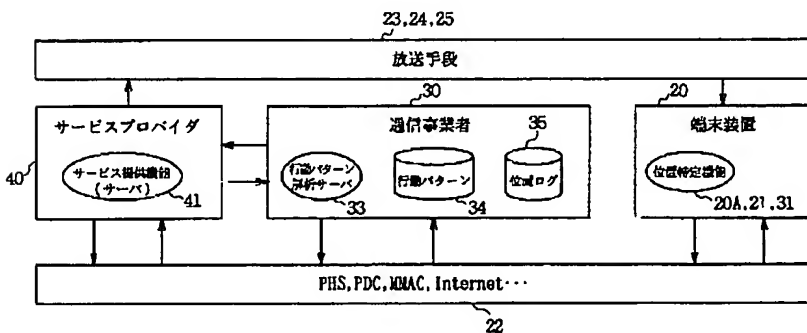 23,24,25
放送手段
30
20
サービスプロバイダ
通信事業者
35
端末装置
40
サービス提供機能
(サーバ)
41
行動パターン
解析サーバ
33
行動パターン
34
位置ログ
位置特定機能
20A,21,31
PHS,PDC,MMAC,Internet···
22